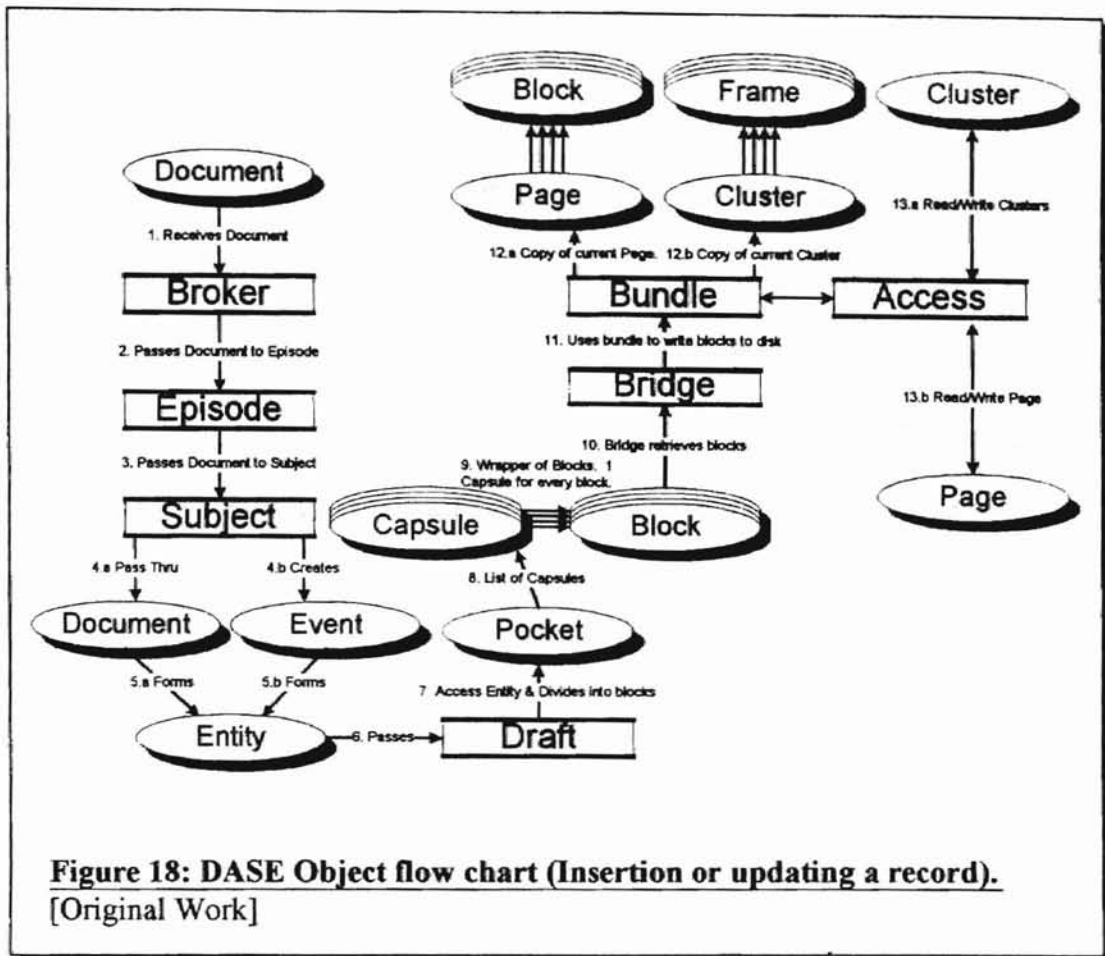 Block
Frame
Cluster
Document
Page
Cluster
1. Receives Document
13.a Read/Write Clusters
12.a Copy of current Page.
12.b Copy of current Cluster
Broker
Bundle
Access
2. Passes Document to Episode
11. Uses bundle to write blocks to disk
Episode
Bridge
13.b Read/Write Page
3. Passes Document to Subject
10. Bridge retrieves blocks
9. Wrapper of Blocks. 1
Capsule for every block.
Subject
Capsule
Block
Page
4.a Pass Thru
4.b Creates
8. List of Capsules
Document
Event
Pocket
5.a Forms
5.b Forms
7. Access Entity & Divides into blocks
Entity
6. Passes
Draft
Figure 18: DASE Object flow chart (Insertion or updating a record).
[Original Work]